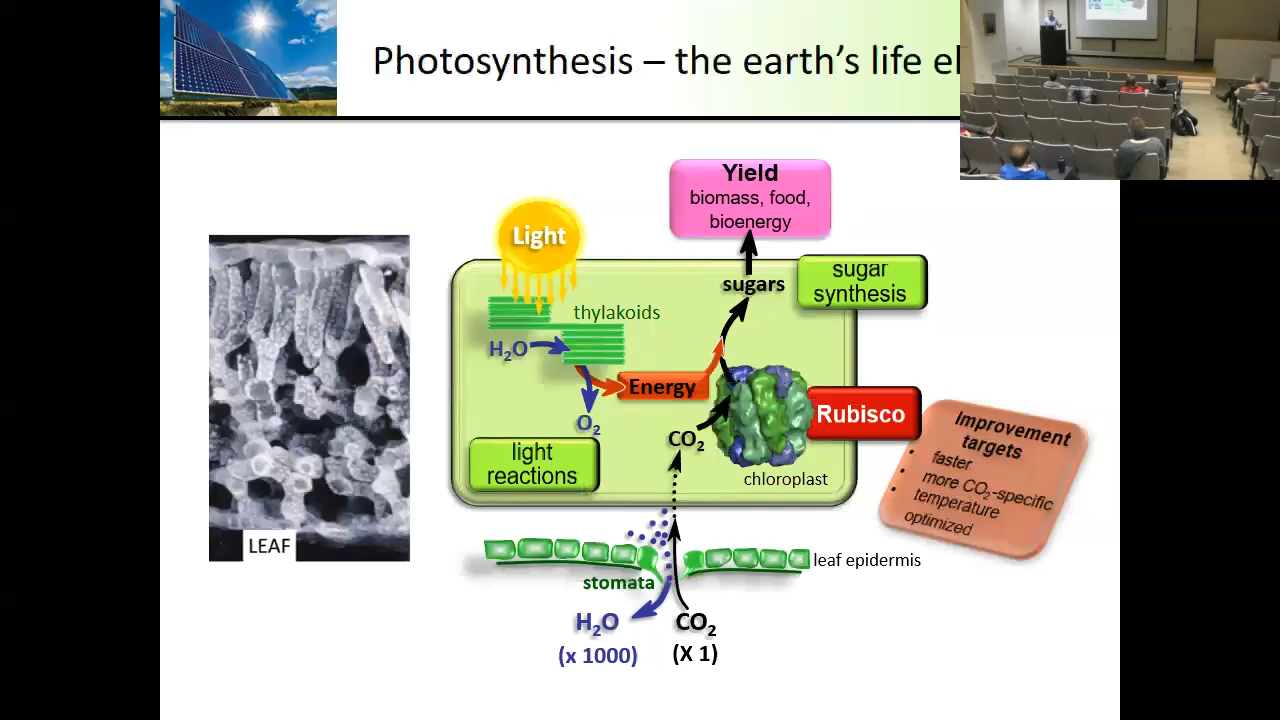 Photosynthesis – the earth's life el
Yield
biomass, food,
bioenergy
Light
sugars
sugar
synthesis
thylakoids
H₂O
Energy
Rubisco
O₂
CO₂
light
reactions
chloroplast
Improvement
targets
• faster
• more CO₂-specific
• temperature
optimized
LEAF
leaf epidermis
stomata
H₂O
(x 1000)
CO₂
(X 1)